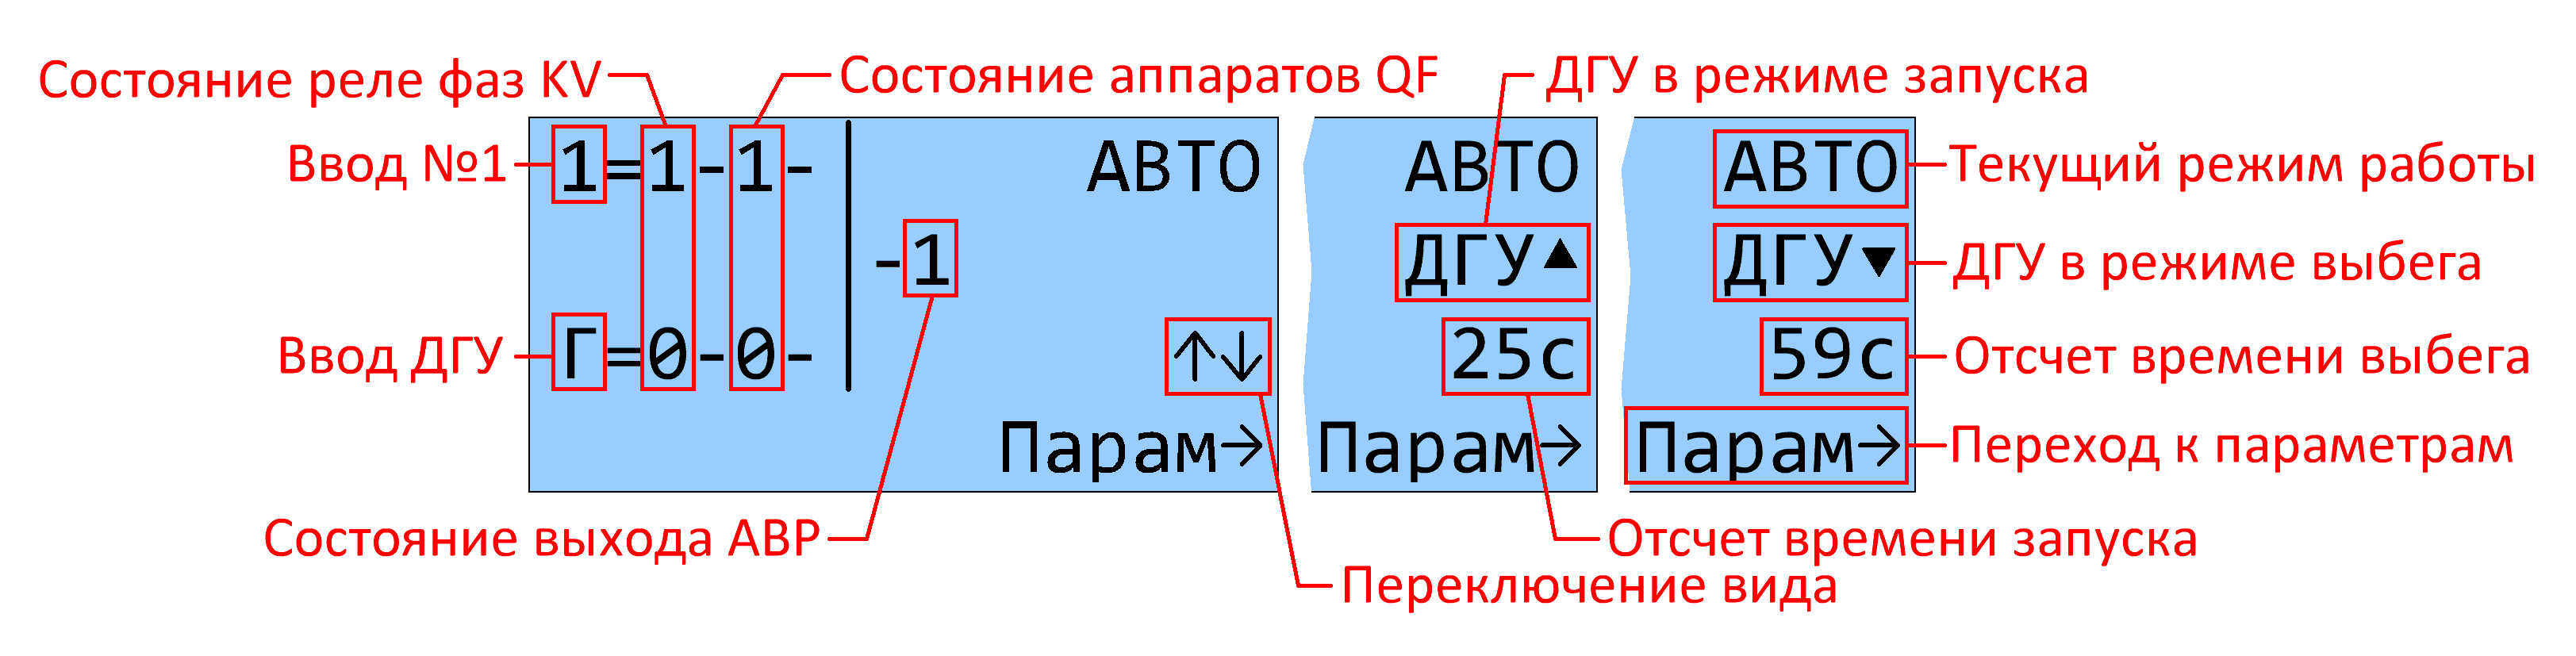 Состояние реле фаз KV
Состояние аппаратов QF
ДГУ в режиме запуска
Ввод №1
1=1-1-
АВТО
АВТО
АВТО
Текущий режим работы
-1
ДГУ▲
ДГУ▼
ДГУ в режиме выбега
Ввод ДГУ
Г=0-0-
↑↓
25с
59с
Отсчет времени выбега
Парам→
Парам→
Парам→
Переход к параметрам
Состояние выхода АВР
Отсчет времени запуска
Переключение вида